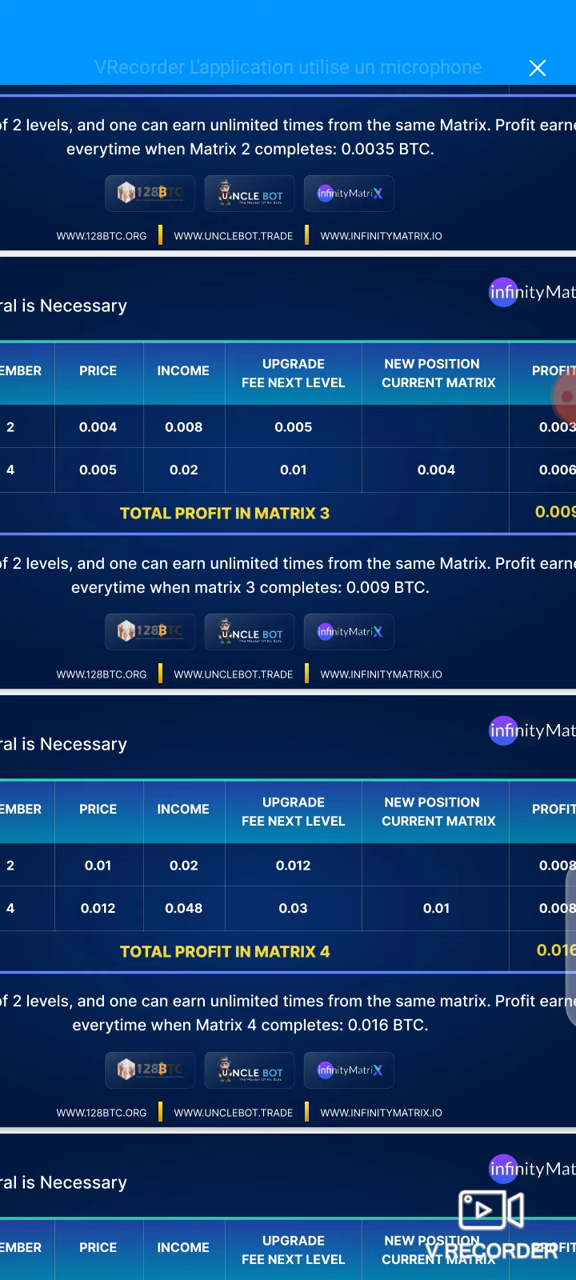 VRecorder L'application utilise un microphone
of 2 levels, and one can earn unlimited times from the same Matrix. Profit earne
everytime when Matrix 2 completes: 0.0035 BTC.
128BTC UNCLE BOT infinityMatriX
WWW.128BTC.ORG WWW.UNCLEBOT.TRADE WWW.INFINITYMATRIX.IO
ral is Necessary
infinityMat
EMBER PRICE INCOME UPGRADE FEE NEXT LEVEL NEW POSITION CURRENT MATRIX PROFIT
2 0.004 0.008 0.005 0.003
4 0.005 0.02 0.01 0.004 0.006
TOTAL PROFIT IN MATRIX 3 0.009
of 2 levels, and one can earn unlimited times from the same Matrix. Profit earne
everytime when matrix 3 completes: 0.009 BTC.
128BTC UNCLE BOT infinityMatriX
WWW.128BTC.ORG WWW.UNCLEBOT.TRADE WWW.INFINITYMATRIX.IO
ral is Necessary
infinityMat
EMBER PRICE INCOME UPGRADE FEE NEXT LEVEL NEW POSITION CURRENT MATRIX PROFIT
2 0.01 0.02 0.012 0.008
4 0.012 0.048 0.03 0.01 0.008
TOTAL PROFIT IN MATRIX 4 0.016
of 2 levels, and one can earn unlimited times from the same matrix. Profit earne
everytime when Matrix 4 completes: 0.016 BTC.
128BTC UNCLE BOT infinityMatriX
WWW.128BTC.ORG WWW.UNCLEBOT.TRADE WWW.INFINITYMATRIX.IO
ral is Necessary
infinityMat
EMBER PRICE INCOME UPGRADE FEE NEXT LEVEL NEW POSITION CURRENT MATRIX PROFIT
V RECORDER